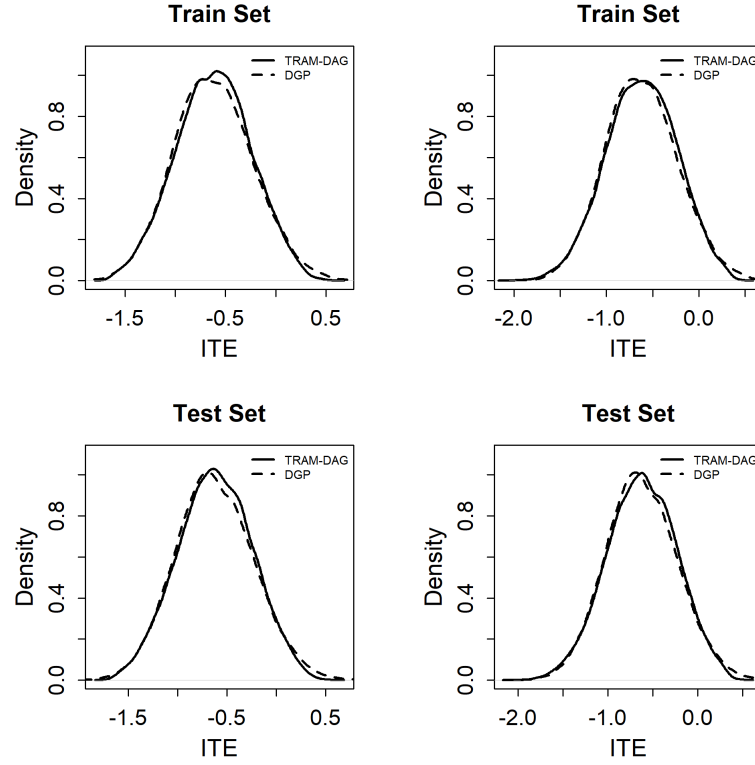 Train Set
TRAM-DAG
DGP
Density
0.0 0.4 0.8
-1.5 -0.5 0.5
ITE
Train Set
TRAM-DAG
DGP
Density
0.0 0.4 0.8
-2.0 -1.0 0.0
ITE
Test Set
TRAM-DAG
DGP
Density
0.0 0.4 0.8
-1.5 -0.5 0.5
ITE
Test Set
TRAM-DAG
DGP
Density
0.0 0.4 0.8
-2.0 -1.0 0.0
ITE